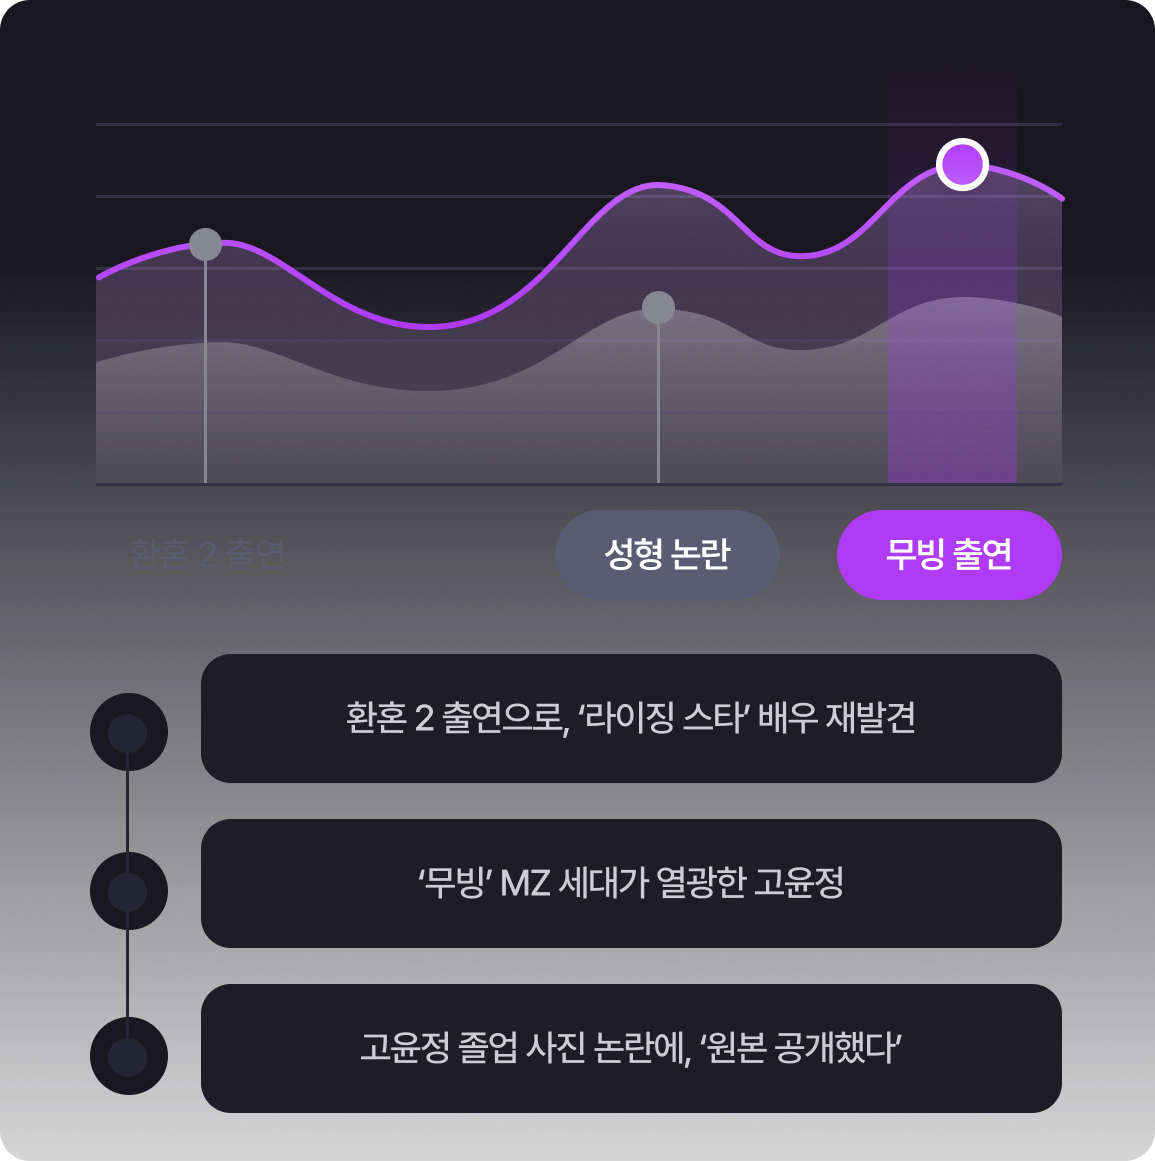 환혼 2 출연
성형 논란
무빙 출연
환혼 2 출연으로, ‘라이징 스타’ 배우 재발견
‘무빙’ MZ 세대가 열광한 고윤정
고윤정 졸업 사진 논란에, ‘원본 공개했다’